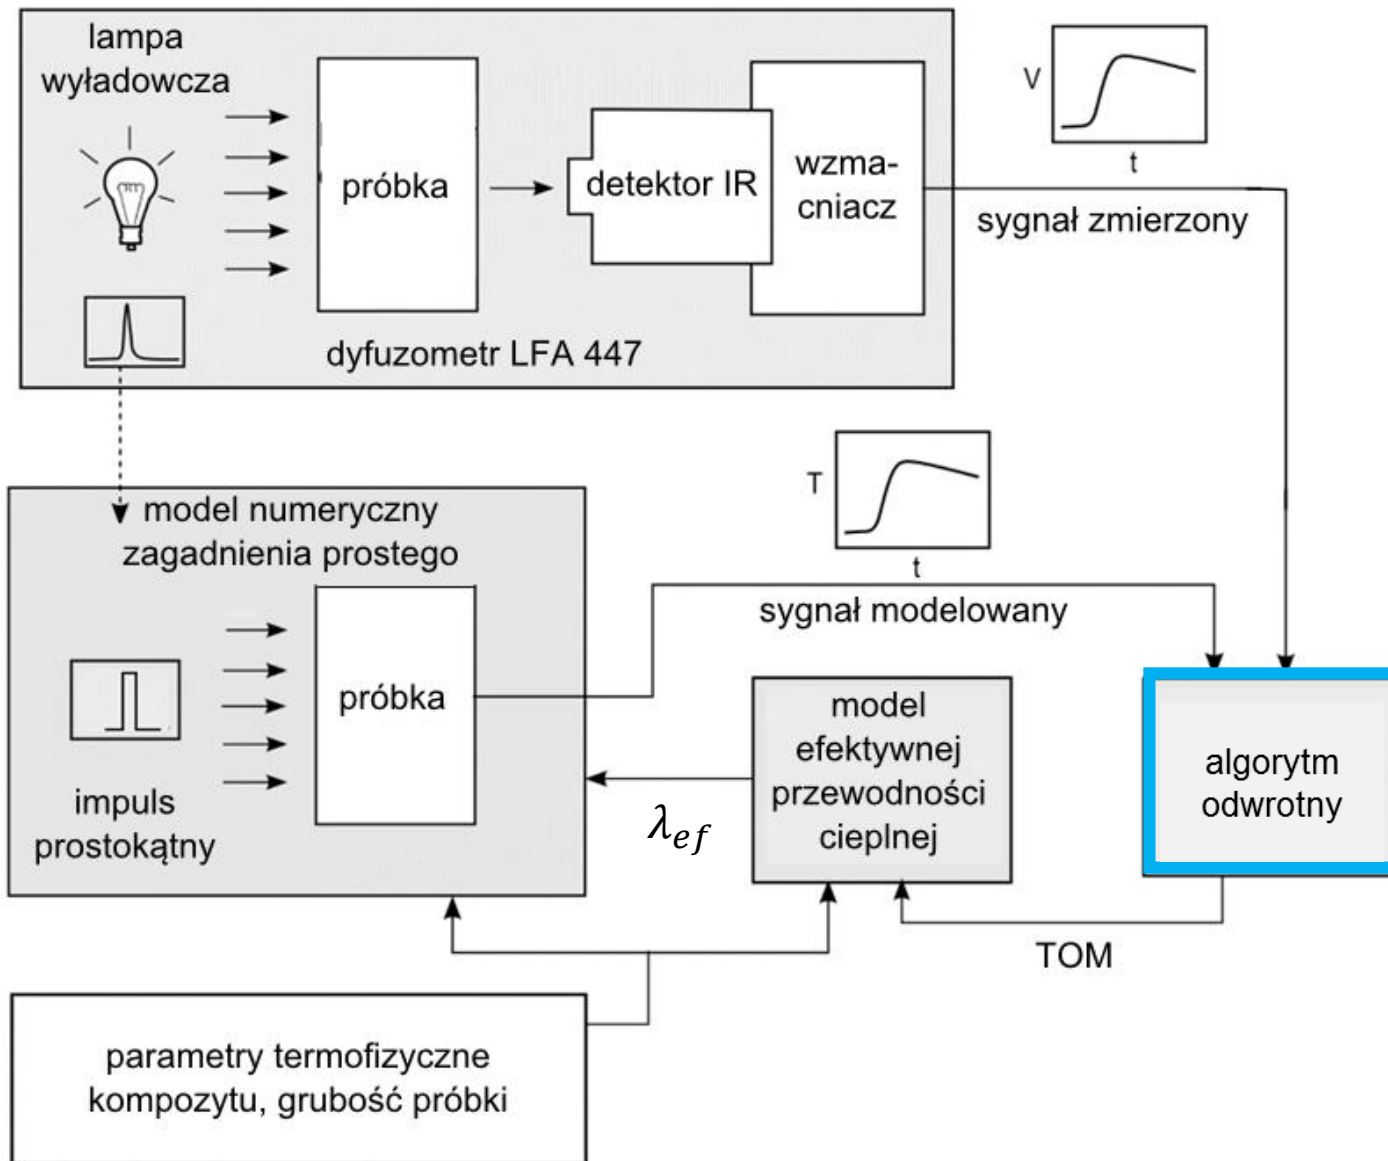 lampa
wyładowcza
próbka
detektor IR
wzma-
cniacz
dyfuzometr LFA 447
V
t
sygnał zmierzony
T
t
sygnał modelowany
model numeryczny
zagadnienia prostego
próbka
impuls
prostokątny
λef
model
efektywnej
przewodności
cieplnej
algorytm
odwrotny
TOM
parametry termofizyczne
kompozytu, grubość próbki